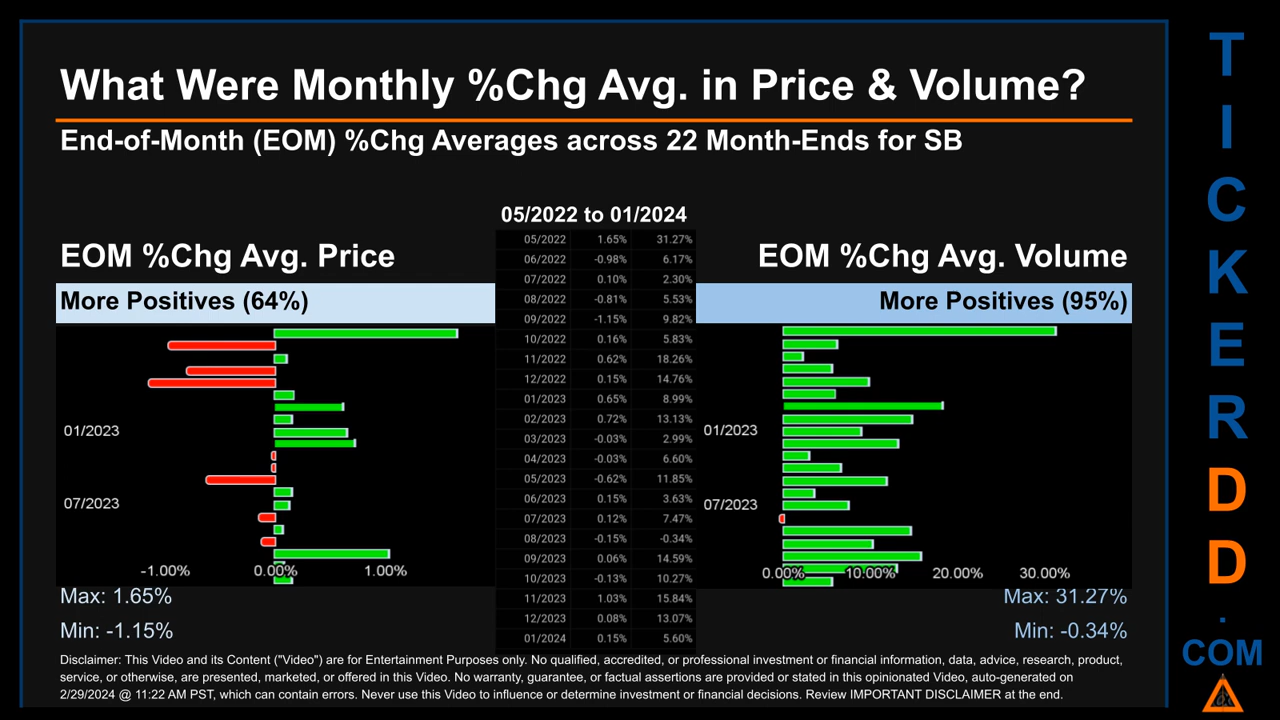 What Were Monthly %Chg Avg. in Price & Volume?
End-of-Month (EOM) %Chg Averages across 22 Month-Ends for SB
05/2022 to 01/2024
EOM %Chg Avg. Price
EOM %Chg Avg. Volume
More Positives (64%)
More Positives (95%)
05/2022 1.65% 31.27%
06/2022 -0.98% 6.17%
07/2022 0.10% 2.30%
08/2022 -0.81% 5.53%
09/2022 -1.15% 9.82%
10/2022 0.16% 5.83%
11/2022 0.62% 18.26%
12/2022 0.15% 14.76%
01/2023 0.65% 8.99%
02/2023 0.72% 13.13%
03/2023 -0.03% 2.99%
04/2023 -0.03% 6.60%
05/2023 -0.62% 11.85%
06/2023 0.15% 3.63%
07/2023 0.12% 7.47%
08/2023 -0.15% -0.34%
09/2023 0.06% 14.59%
10/2023 -0.13% 10.27%
11/2023 1.03% 15.84%
12/2023 0.08% 13.07%
01/2024 0.15% 5.60%
01/2023
07/2023
-1.00% 0.00% 1.00%
01/2023
07/2023
0.00% 10.00% 20.00% 30.00%
Max: 1.65%
Min: -1.15%
Max: 31.27%
Min: -0.34%
Disclaimer: This Video and its Content ("Video") are for Entertainment Purposes only. No qualified, accredited, or professional investment or financial information, data, advice, research, product,
service, or otherwise, are presented, marketed, or offered in this Video. No warranty, guarantee, or factual assertions are provided or stated in this opinionated Video, auto-generated on
2/29/2024 @ 11:22 AM PST, which can contain errors. Never use this Video to influence or determine investment or financial decisions. Review IMPORTANT DISCLAIMER at the end.
T
I
C
K
E
R
D
D
.
COM